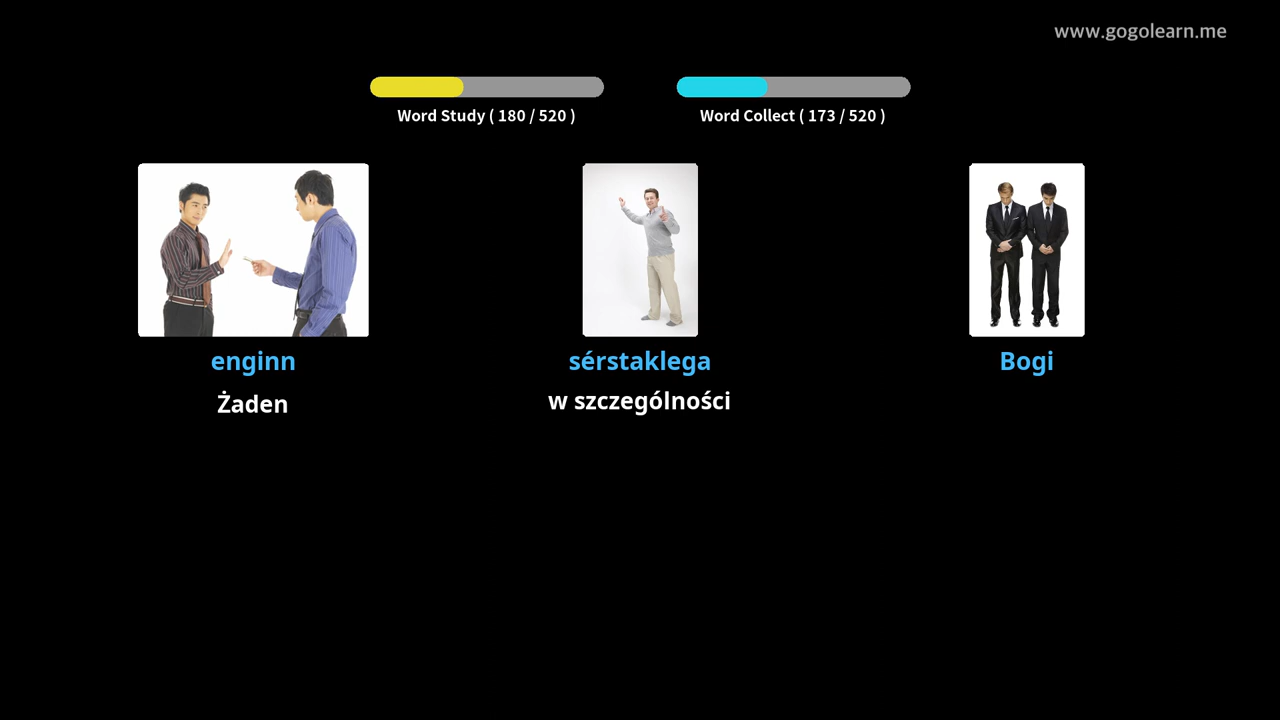 www.gogolearn.me
Word Study ( 180 / 520 )
Word Collect ( 173 / 520 )
enginn
sérstaklega
Bogi
Żaden
w szczególności